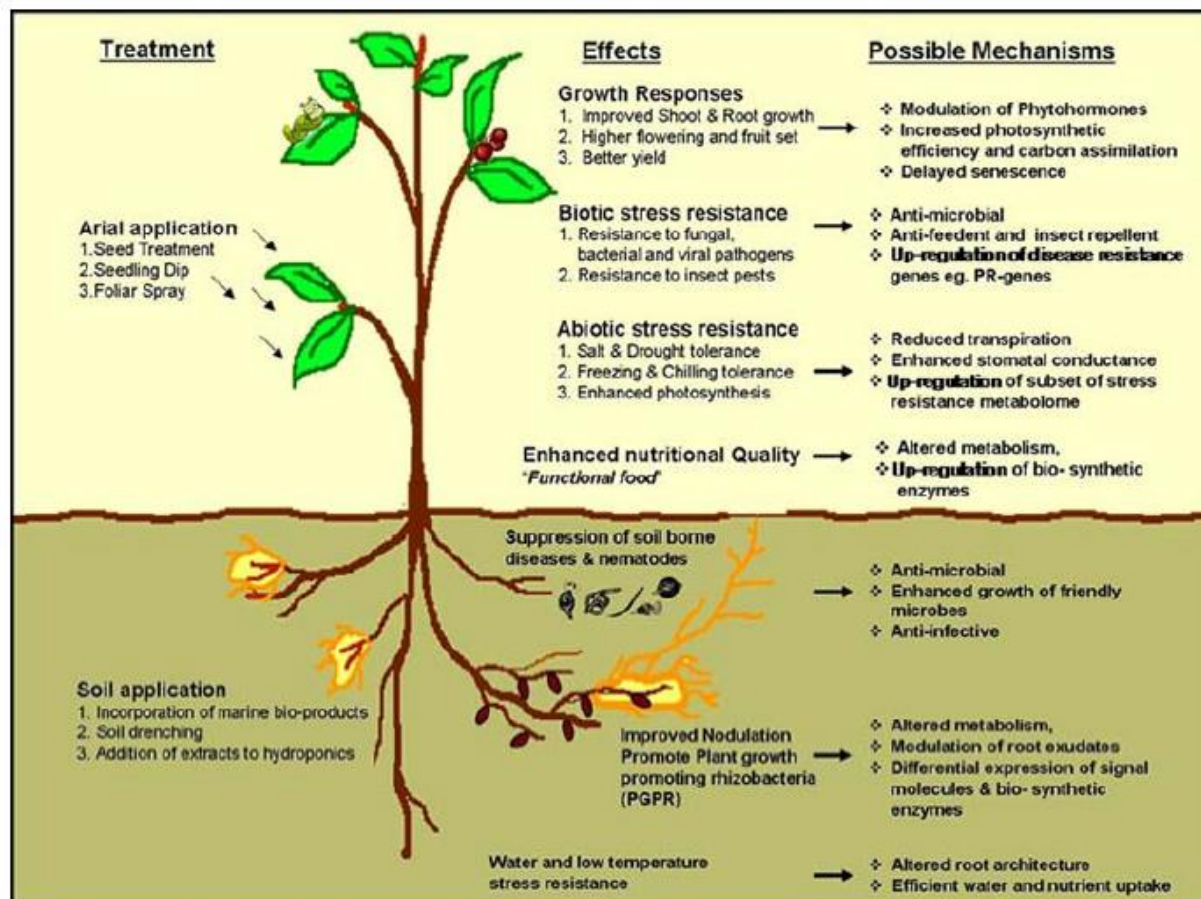 Treatment
Effects
Possible Mechanisms
Growth Responses
1. Improved Shoot & Root growth
2. Higher flowering and fruit set
3. Better yield
❖ Modulation of Phytohormones
❖ Increased photosynthetic
efficiency and carbon assimilation
❖ Delayed senescence
Arial application
1.Seed Treatment
2.Seedling Dip
3.Foliar Spray
Biotic stress resistance
1. Resistance to fungal,
bacterial and viral pathogens
2. Resistance to insect pests
❖ Anti-microbial
❖ Anti-feedent and insect repellent
❖ Up-regulation of disease resistance
genes eg. PR-genes
Abiotic stress resistance
1. Salt & Drought tolerance
2. Freezing & Chilling tolerance
3. Enhanced photosynthesis
❖ Reduced transpiration
❖ Enhanced stomatal conductance
❖ Up-regulation of subset of stress
resistance metabolome
Enhanced nutritional Quality
"Functional food"
❖ Altered metabolism,
❖ Up-regulation of bio- synthetic
enzymes
Suppression of soil borne
diseases & nematodes
❖ Anti-microbial
❖ Enhanced growth of friendly
microbes
❖ Anti-infective
Soil application
1. Incorporation of marine bio-products
2. Soil drenching
3. Addition of extracts to hydroponics
Improved Nodulation
Promote Plant growth
promoting rhizobacteria
(PGPR)
❖ Altered metabolism,
❖ Modulation of root exudates
❖ Differential expression of signal
molecules & bio- synthetic
enzymes
Water and low temperature
stress resistance
❖ Altered root architecture
❖ Efficient water and nutrient uptake